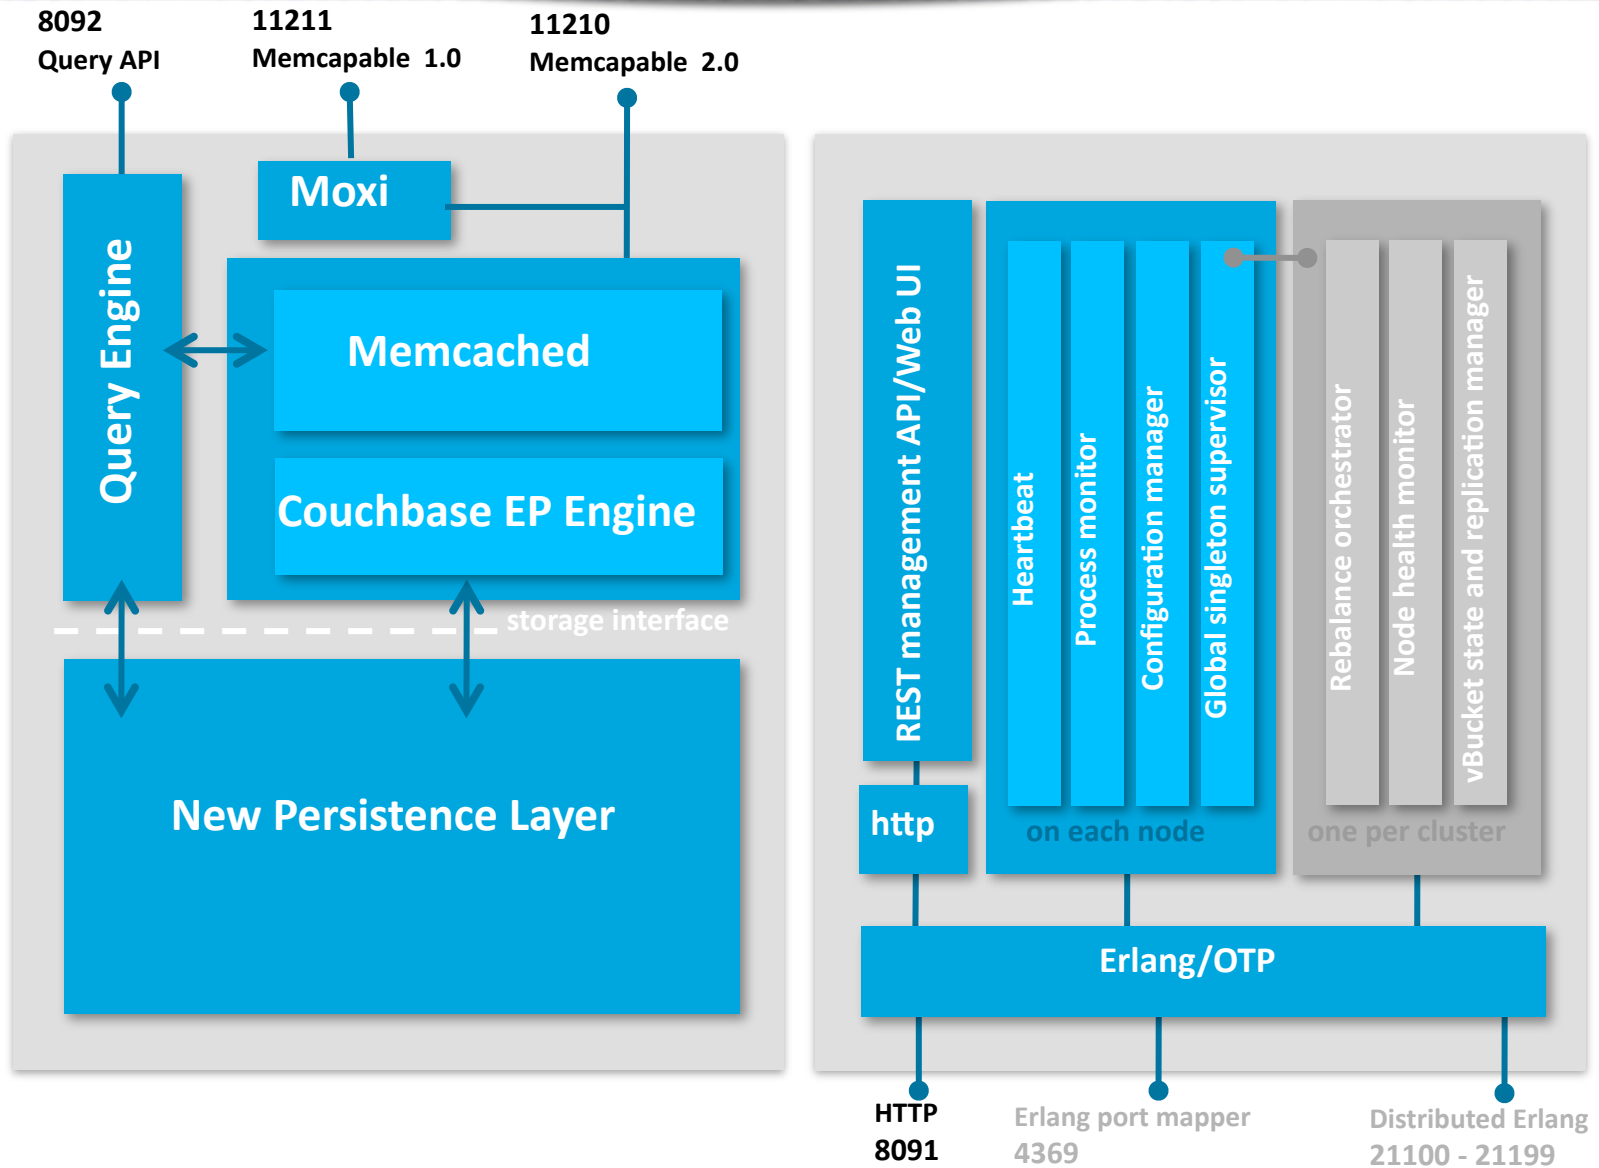 8092
Query API
11211
Memcapable 1.0
11210
Memcapable 2.0
Moxi
Query Engine
Memcached
Couchbase EP Engine
storage interface
New Persistence Layer
REST management API/Web UI
http
Heartbeat
Process monitor
Configuration manager
Global singleton supervisor
on each node
Rebalance orchestrator
Node health monitor
vBucket state and replication manager
one per cluster
Erlang/OTP
HTTP
8091
Erlang port mapper
4369
Distributed Erlang
21100 - 21199